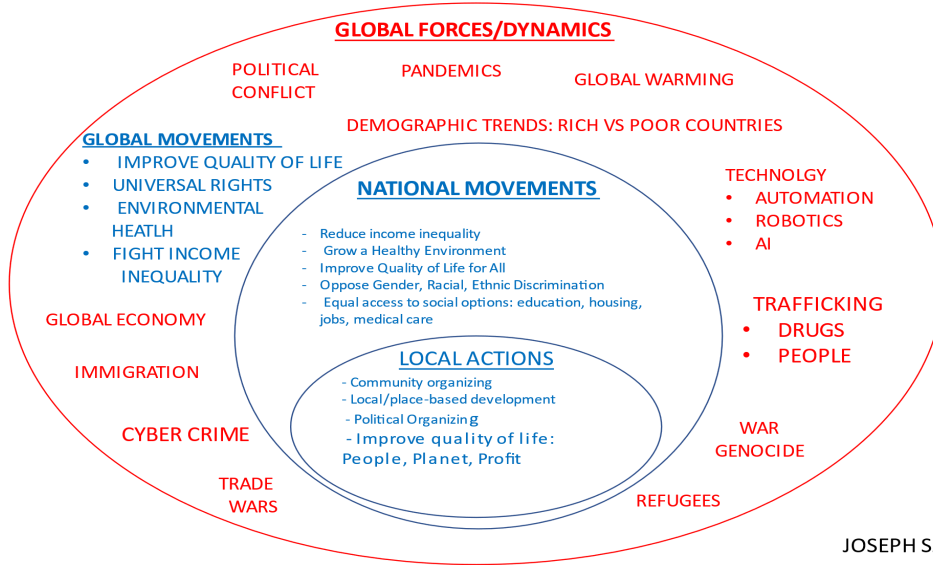 GLOBAL FORCES/DYNAMICS
POLITICAL
CONFLICT
PANDEMICS
GLOBAL WARMING
DEMOGRAPHIC TRENDS: RICH VS POOR COUNTRIES
GLOBAL MOVEMENTS
• IMPROVE QUALITY OF LIFE
• UNIVERSAL RIGHTS
• ENVIRONMENTAL
HEATLH
• FIGHT INCOME
INEQUALITY
NATIONAL MOVEMENTS
- Reduce income inequality
- Grow a Healthy Environment
- Improve Quality of Life for All
- Oppose Gender, Racial, Ethnic Discrimination
- Equal access to social options: education, housing,
jobs, medical care
TECHNOLGY
• AUTOMATION
• ROBOTICS
• AI
TRAFFICKING
• DRUGS
• PEOPLE
GLOBAL ECONOMY
IMMIGRATION
CYBER CRIME
TRADE
WARS
LOCAL ACTIONS
- Community organizing
- Local/place-based development
- Political Organizing
- Improve quality of life:
People, Planet, Profit
WAR
GENOCIDE
REFUGEES
JOSEPH S